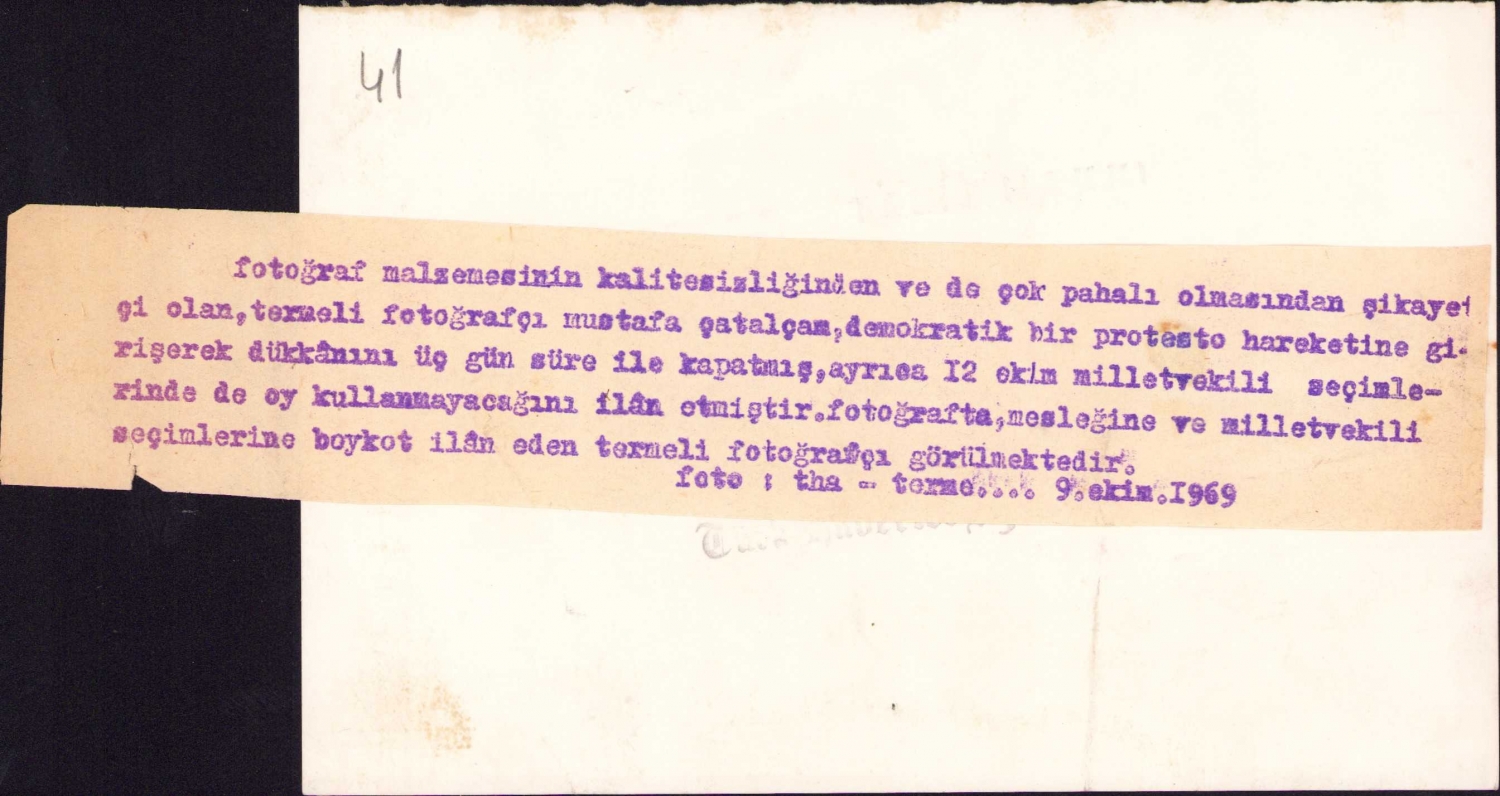 41
fotoğraf malzemesinin kalitesizliğinden ve de çok pahalı olmasından şikayet
çi olan,termeli fotoğrafçı mustafa çatalçam,demokratik bir protesto hareketine gi-
rişerek dükkânını üç gün süre ile kapatmış,ayrıca I2 ekim milletvekili seçimle-
rinde de oy kullanmayacağını ilân etmiştir.fotoğrafta,mesleğine ve milletvekili
seçimlerine boykot ilân eden termeli fotoğrafçı görülmektedir.
foto : tha - terme.... 9.ekim.I969